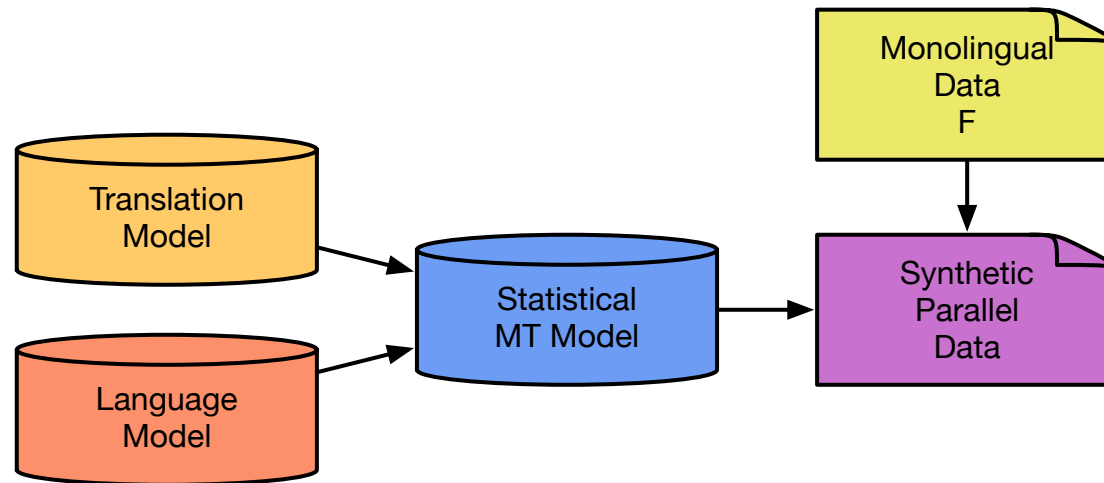 Monolingual
Data
F
Translation
Model
Statistical
MT Model
Synthetic
Parallel
Data
Language
Model